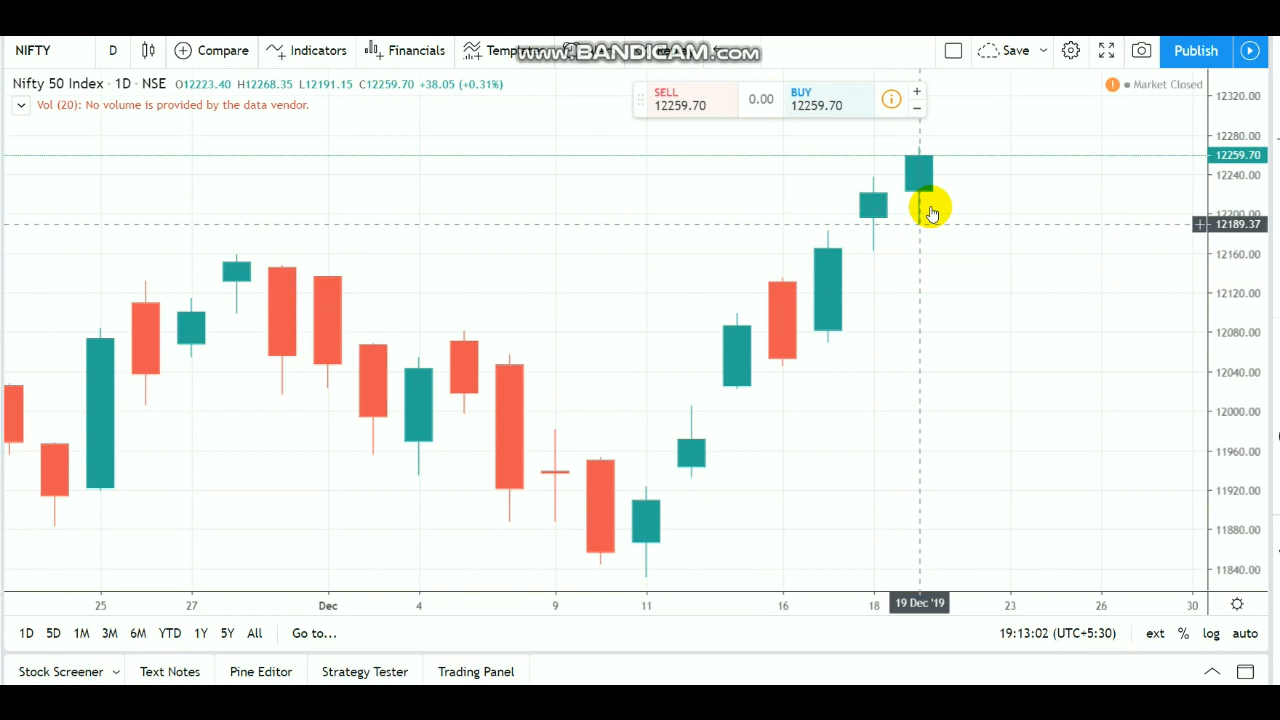 NIFTY D Compare Indicators Financials Save Publish
www.BANDICAM.com
Nifty 50 Index · 1D · NSE O12223.40 H12268.35 L12191.15 C12259.70 +38.05 (+0.31%)
Vol (20): No volume is provided by the data vendor.
SELL
12259.70
0.00
BUY
12259.70
+
−
! Market Closed
12320.00
12280.00
12259.70
12240.00
12200.00
12189.37
12160.00
12120.00
12080.00
12040.00
12000.00
11960.00
11920.00
11880.00
11840.00
25 27 Dec 4 9 11 16 18 19 Dec '19 23 26 30
1D 5D 1M 3M 6M YTD 1Y 5Y All Go to... 19:13:02 (UTC+5:30) ext % log auto
Stock Screener Text Notes Pine Editor Strategy Tester Trading Panel